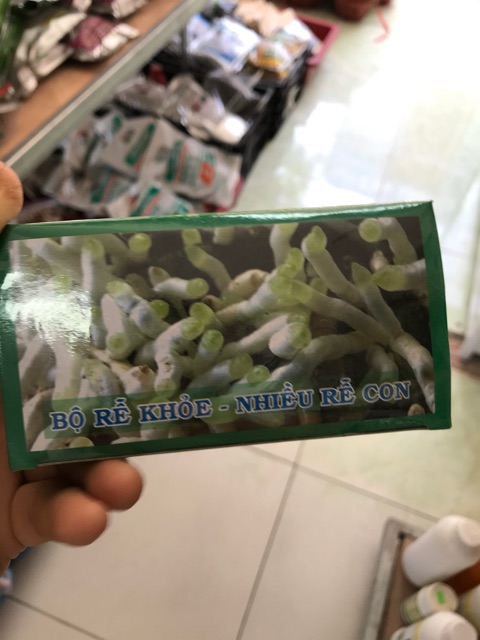 BỘ RỄ KHỎE - NHIỀU RỄ CON